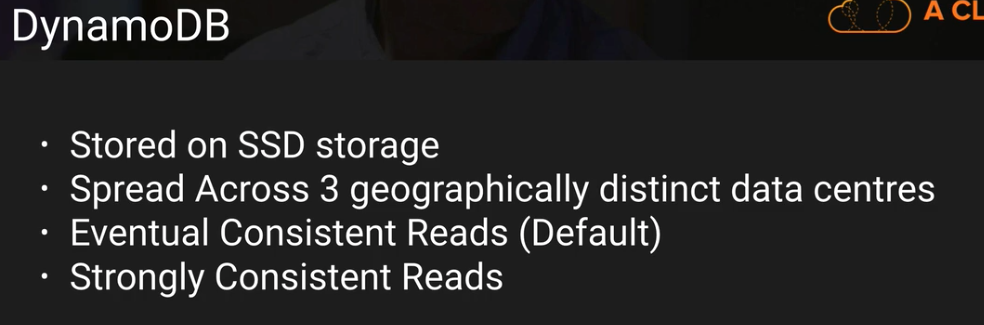 DynamoDB
A CL
• Stored on SSD storage
• Spread Across 3 geographically distinct data centres
• Eventual Consistent Reads (Default)
• Strongly Consistent Reads